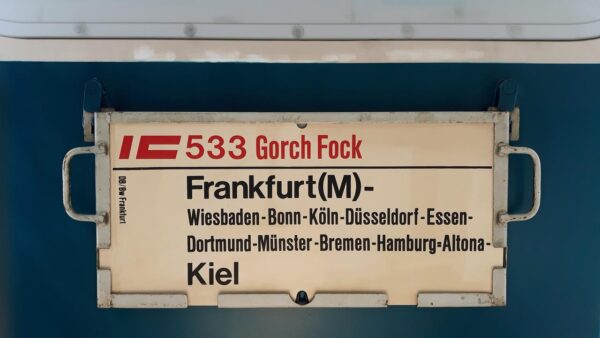 IC 533 Gorch Fock
Frankfurt(M)-
Wiesbaden-Bonn-Köln-Düsseldorf-Essen-
Dortmund-Münster-Bremen-Hamburg-Altona-
Kiel
DB/Bw Frankfurt